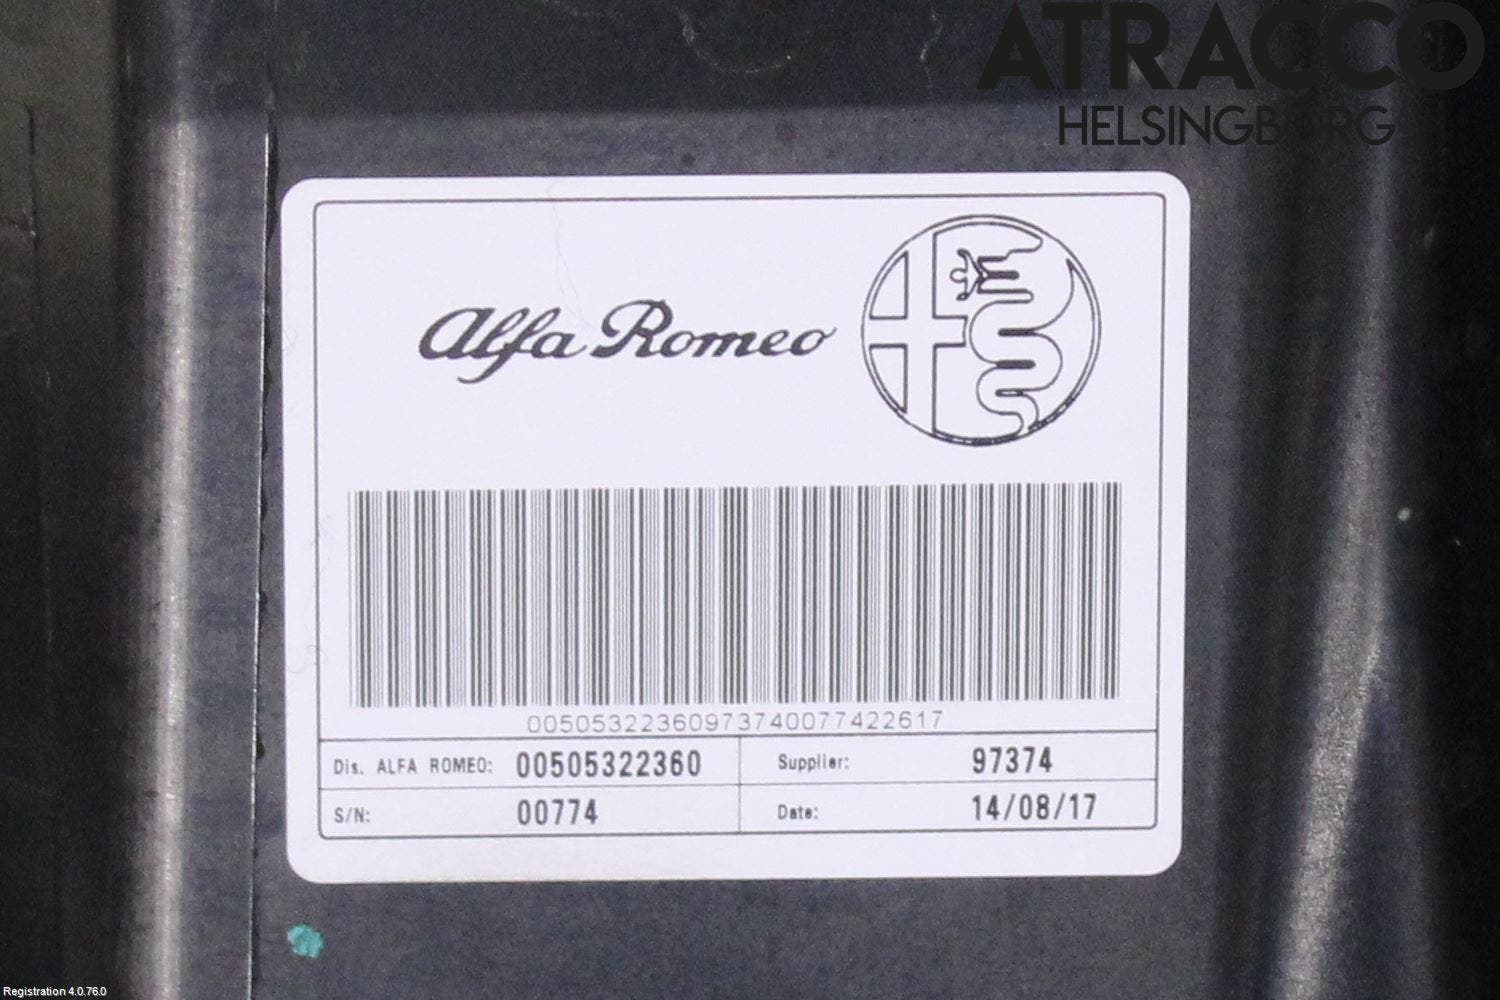 ATRACCO
HELSINGBORG
Alfa Romeo
00505322360973740077422617
Dis. ALFA ROMEO: 00505322360 Supplier: 97374
S/N: 00774 Date: 14/08/17
Registration 4.0.76.0